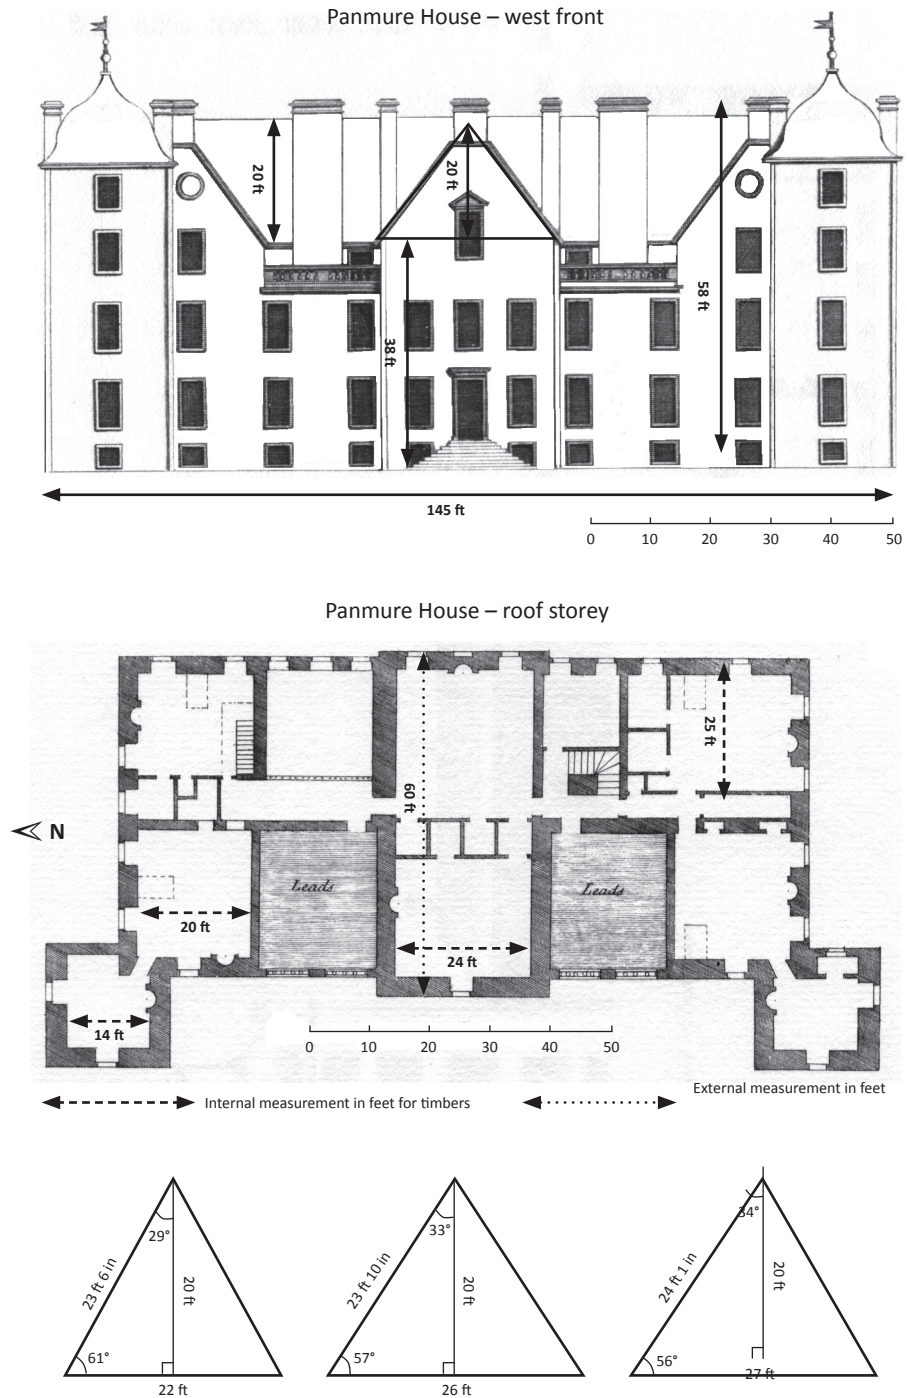 Panmure House – west front
20 ft
20 ft
38 ft
58 ft
145 ft
0 10 20 30 40 50
Panmure House – roof storey
25 ft
60 ft
N
Leads
Leads
20 ft
24 ft
14 ft
0 10 20 30 40 50
Internal measurement in feet for timbers
External measurement in feet
29°
23 ft 6 in
20 ft
61°
22 ft
33°
23 ft 10 in
20 ft
57°
26 ft
34°
24 ft 1 in
20 ft
56°
27 ft